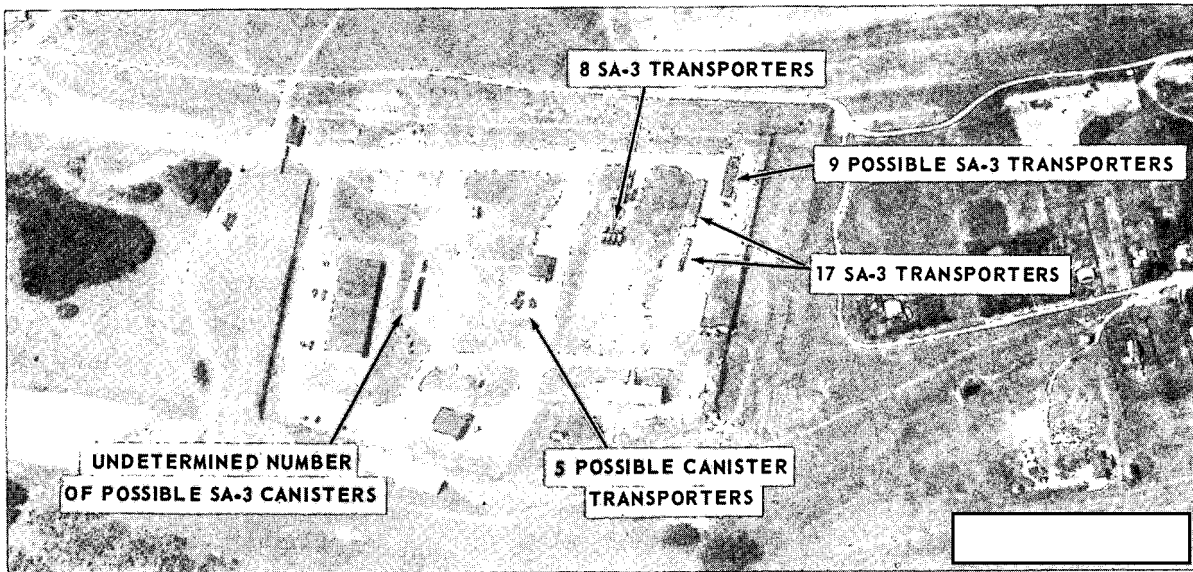 8 SA-3 TRANSPORTERS
9 POSSIBLE SA-3 TRANSPORTERS
17 SA-3 TRANSPORTERS
UNDETERMINED NUMBER
OF POSSIBLE SA-3 CANISTERS
5 POSSIBLE CANISTER
TRANSPORTERS